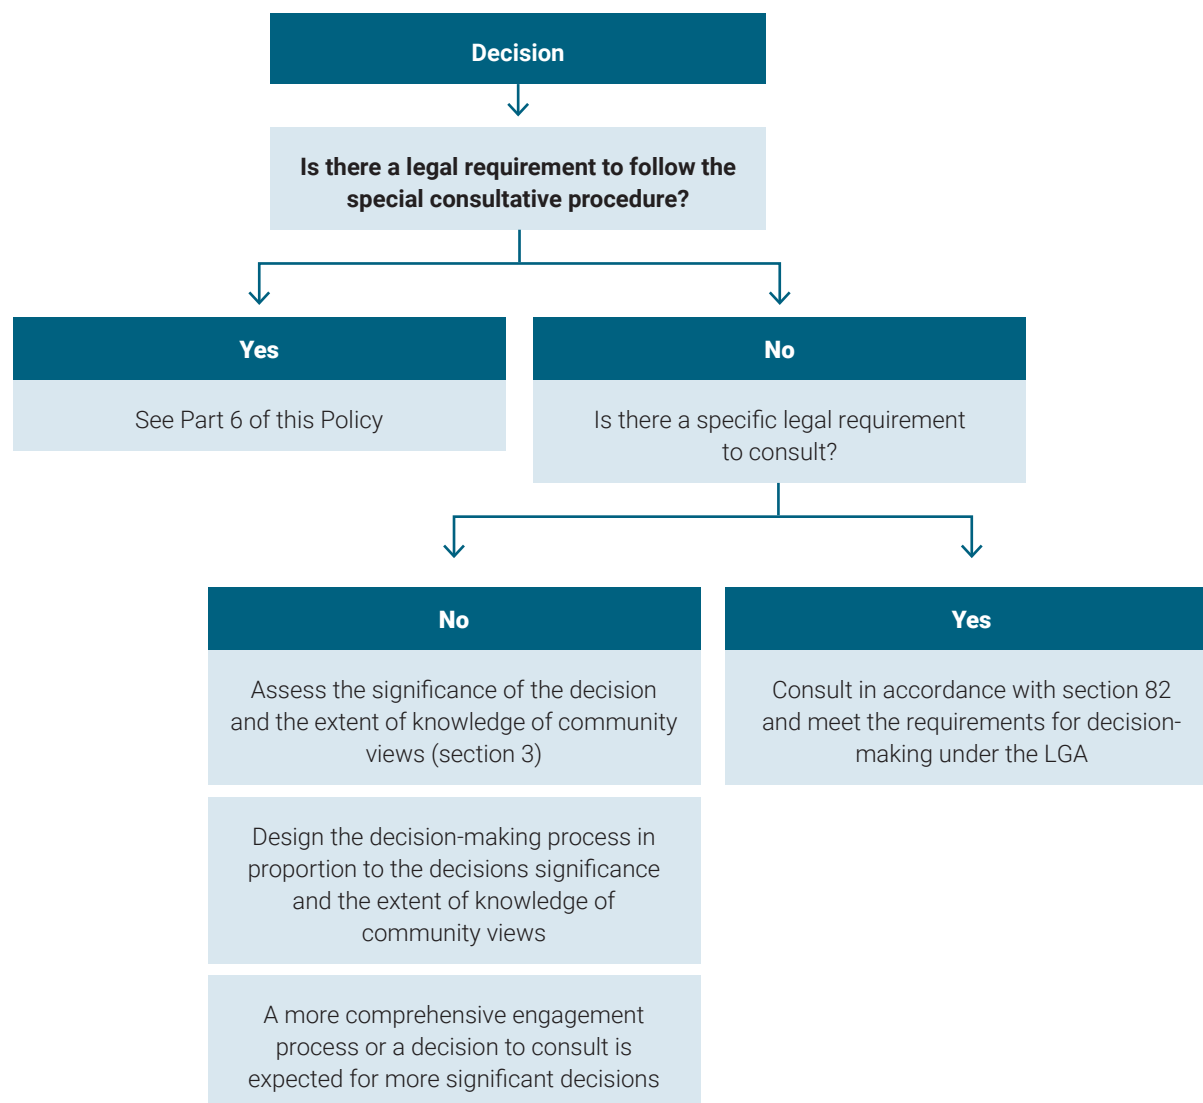 Decision
Is there a legal requirement to follow the
special consultative procedure?
Yes
See Part 6 of this Policy
No
Is there a specific legal requirement
to consult?
No
Assess the significance of the decision
and the extent of knowledge of community
views (section 3)
Design the decision-making process in
proportion to the decisions significance
and the extent of knowledge of
community views
A more comprehensive engagement
process or a decision to consult is
expected for more significant decisions
Yes
Consult in accordance with section 82
and meet the requirements for decision-
making under the LGA